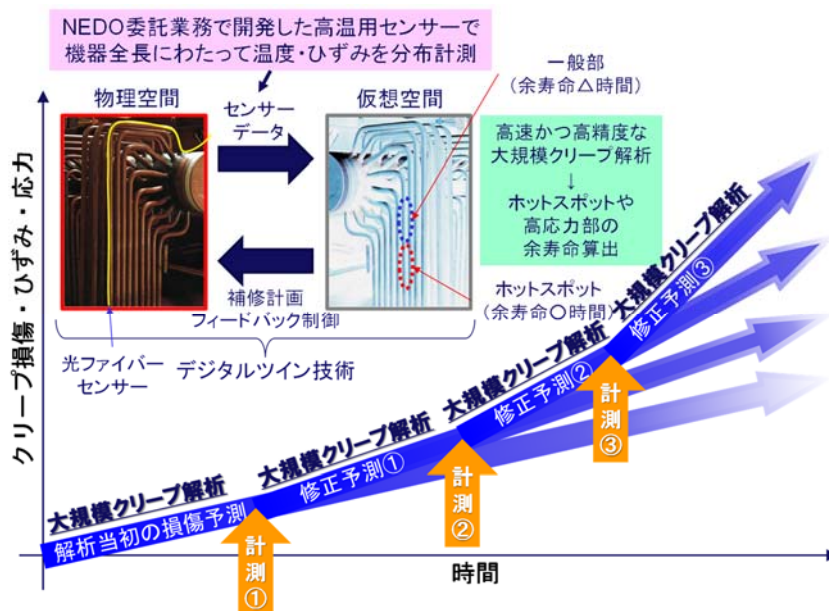 NEDO委託業務で開発した高温用センサーで
機器全長にわたって温度・ひずみを分布計測
物理空間
センサー
データ
仮想空間
一般部
(余寿命△時間)
高速かつ高精度な
大規模クリープ解析
↓
ホットスポットや
高応力部の
余寿命算出
補修計画
フィードバック制御
ホットスポット
(余寿命〇時間)
光ファイバー
センサー
デジタルツイン技術
クリープ損傷・ひずみ・応力
大規模クリープ解析
解析当初の損傷予測
大規模クリープ解析
修正予測①
大規模クリープ解析
修正予測②
大規模クリープ解析
修正予測③
計測①
計測②
計測③
時間